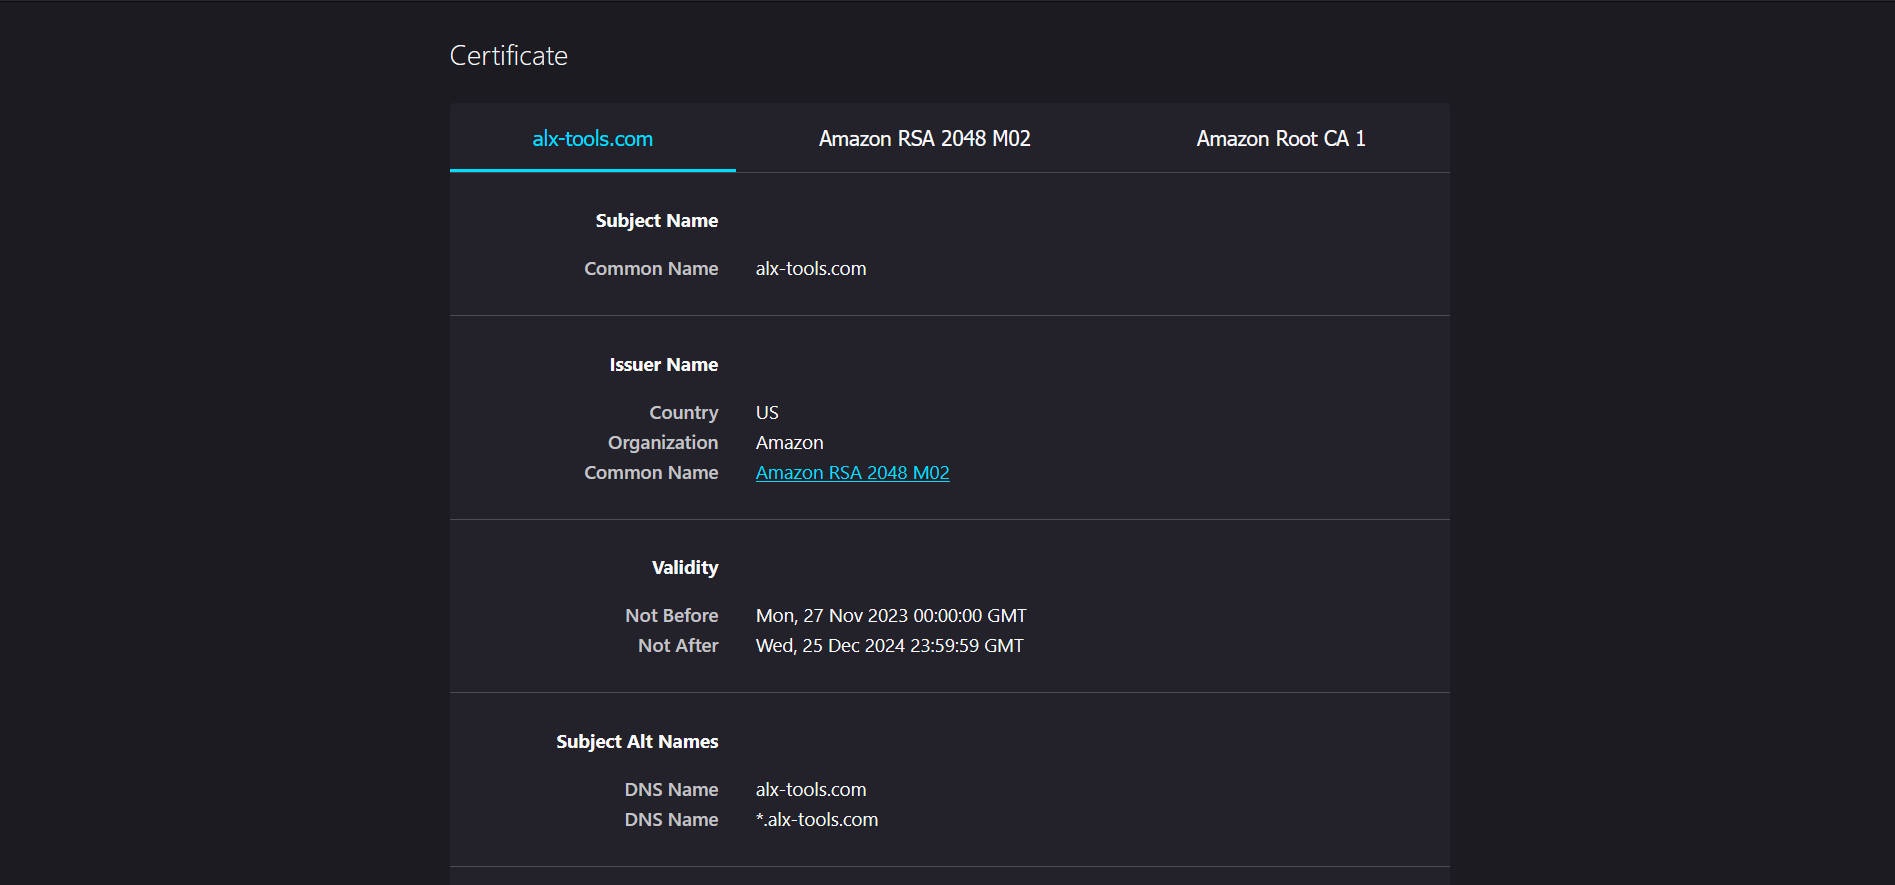 Certificate
alx-tools.com Amazon RSA 2048 M02 Amazon Root CA 1
Subject Name
Common Name alx-tools.com
Issuer Name
Country US
Organization Amazon
Common Name Amazon RSA 2048 M02
Validity
Not Before Mon, 27 Nov 2023 00:00:00 GMT
Not After Wed, 25 Dec 2024 23:59:59 GMT
Subject Alt Names
DNS Name alx-tools.com
DNS Name *.alx-tools.com